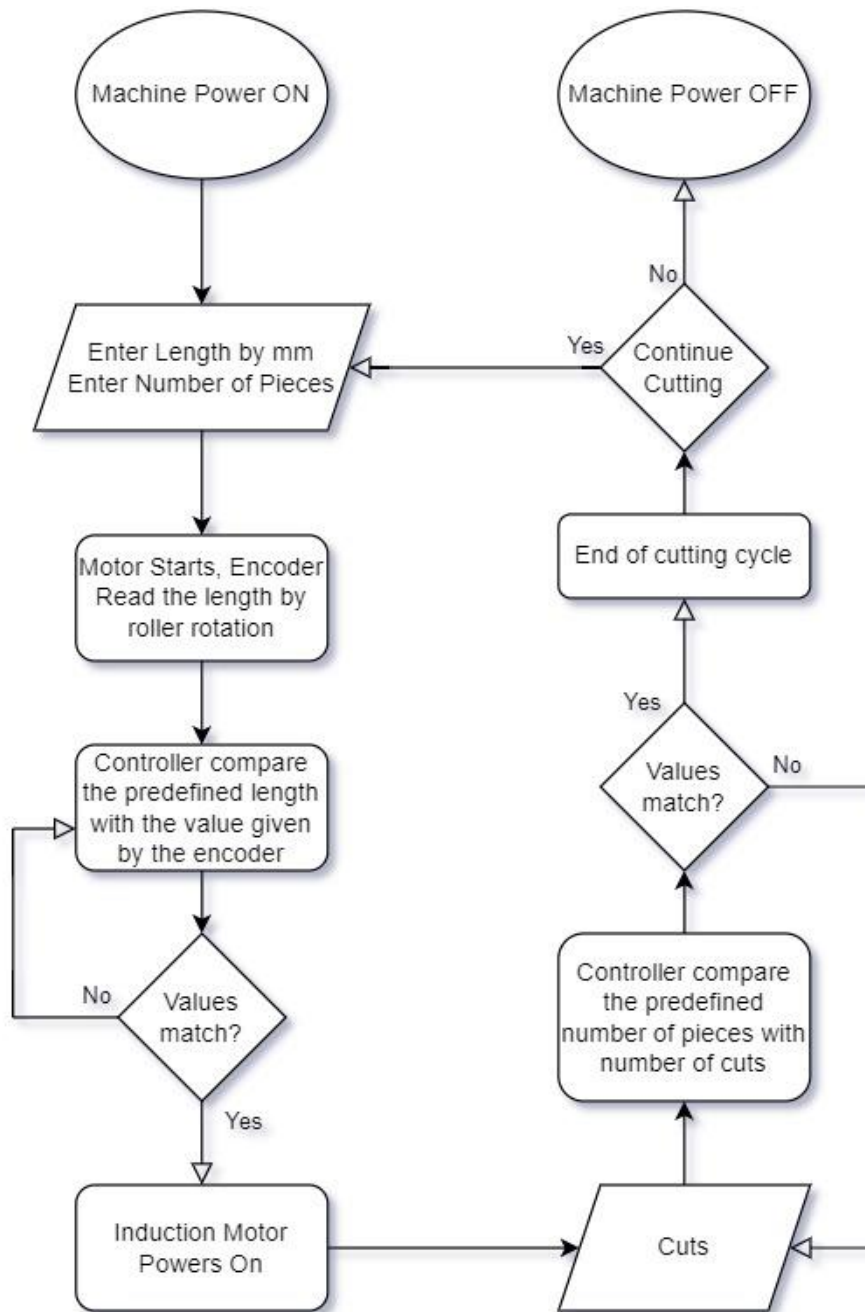 Machine Power ON
Enter Length by mm
Enter Number of Pieces
Motor Starts, Encoder
Read the length by
roller rotation
Controller compare
the predefined length
with the value given
by the encoder
No
Values
match?
Yes
Induction Motor
Powers On
Cuts
Controller compare
the predefined
number of pieces with
number of cuts
Values
match?
No
Yes
End of cutting cycle
Continue
Cutting
Yes
No
Machine Power OFF